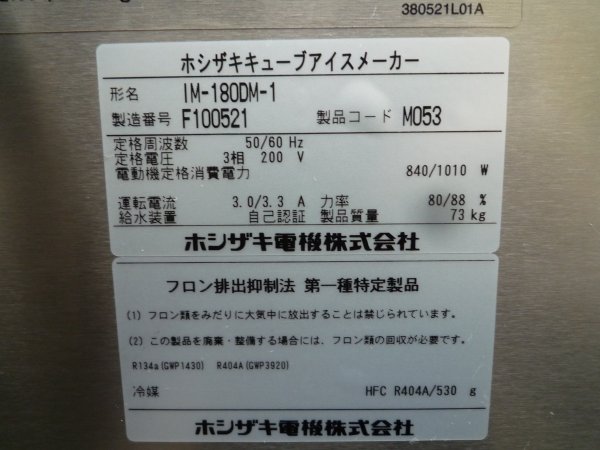 380521L01A
ホシザキキューブアイスメーカー
形名 IM-180DM-1
製造番号 F100521 製品コード M053
定格周波数 50/60 Hz
定格電圧 3相 200 V
電動機定格消費電力 840/1010 W
運転電流 3.0/3.3 A 力率 80/88 %
給水装置 自己認証 製品質量 73 kg
ホシザキ電機株式会社
フロン排出抑制法 第一種特定製品
(1) フロン類をみだりに大気中に放出することは禁じられています。
(2) この製品を廃棄・整備する場合には、フロン類の回収が必要です。
R134a(GWP1430) R404A(GWP3920)
冷媒 HFC R404A/530 g
ホシザキ電機株式会社